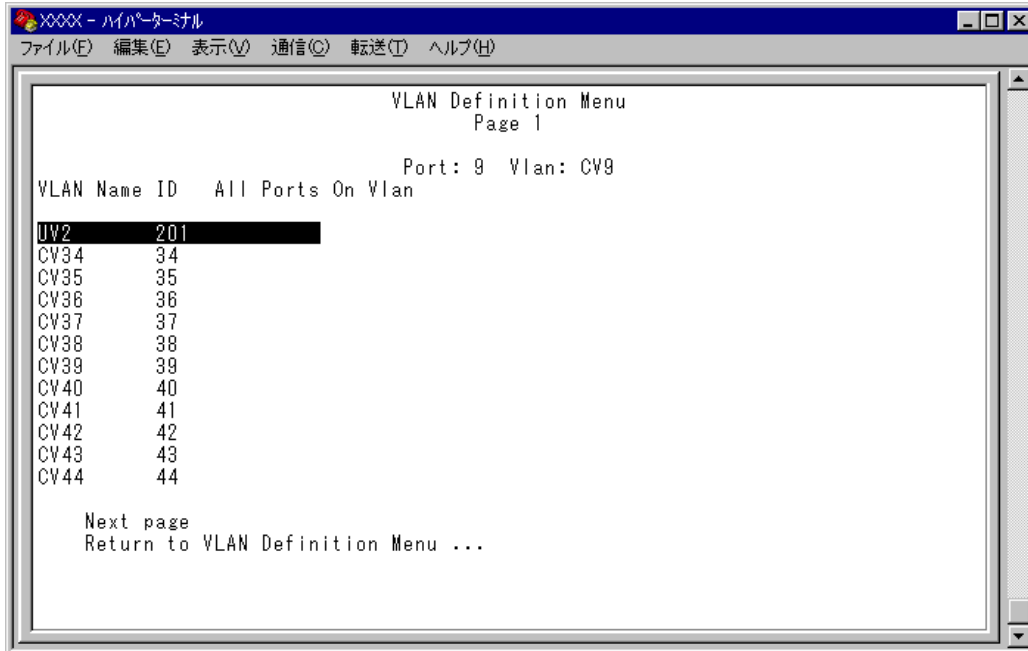 XXXX - ハイパーターミナル
ファイル(F) 編集(E) 表示(V) 通信(C) 転送(T) ヘルプ(H)
VLAN Definition Menu
Page 1
Port: 9 Vlan: CV9
VLAN Name ID All Ports On Vlan
UV2 201
CV34 34
CV35 35
CV36 36
CV37 37
CV38 38
CV39 39
CV40 40
CV41 41
CV42 42
CV43 43
CV44 44
Next page
Return to VLAN Definition Menu ...